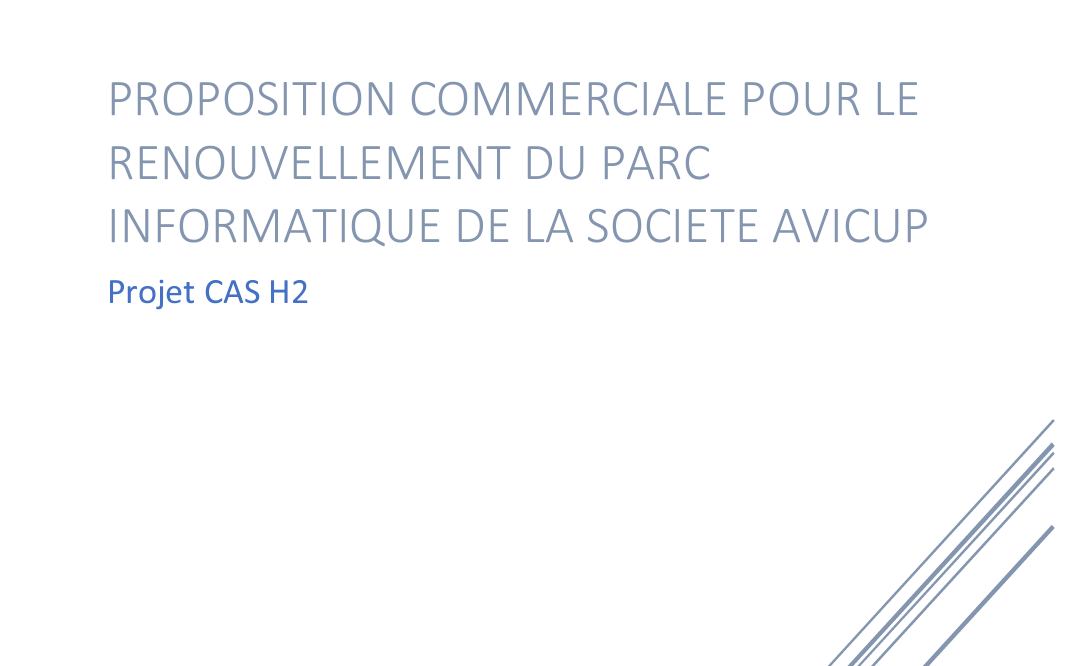 PROPOSITION COMMERCIALE POUR LE
RENOUVELLEMENT DU PARC
INFORMATIQUE DE LA SOCIETE AVICUP
Projet CAS H2